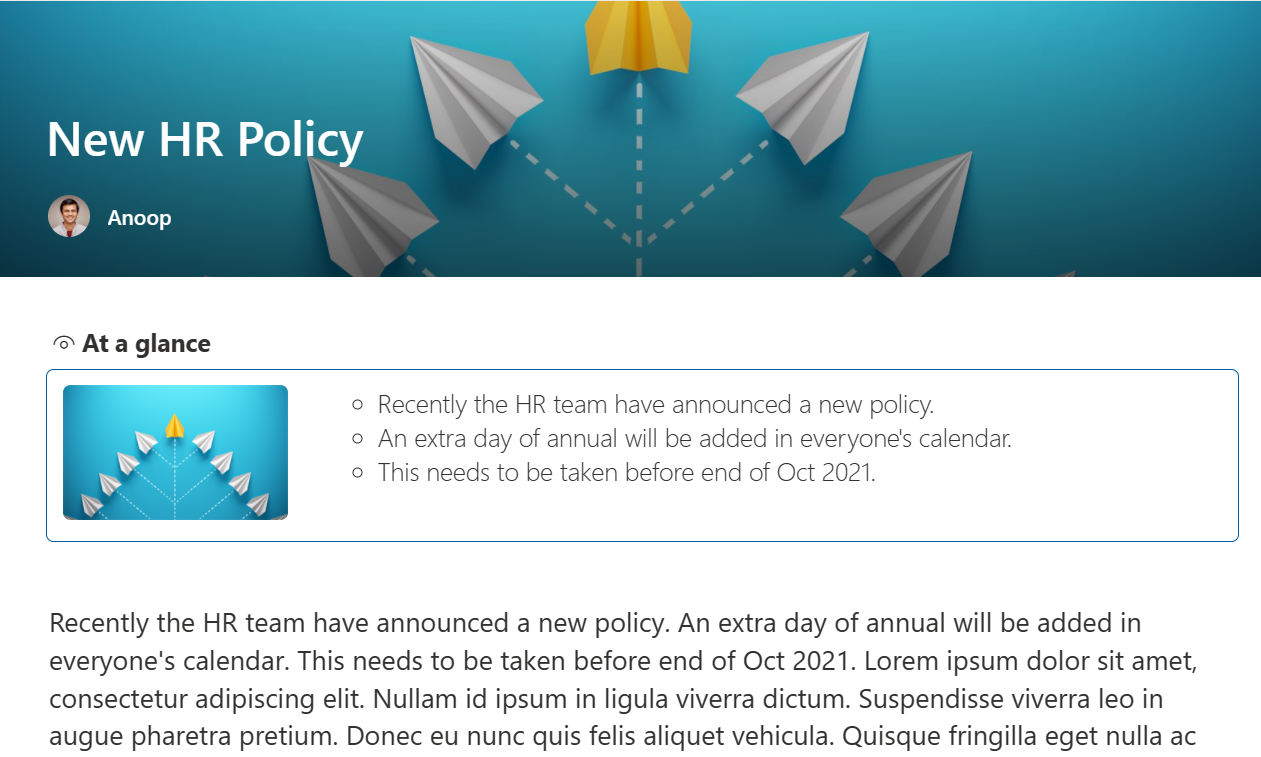 New HR Policy
Anoop
At a glance
Recently the HR team have announced a new policy.
An extra day of annual will be added in everyone's calendar.
This needs to be taken before end of Oct 2021.
Recently the HR team have announced a new policy. An extra day of annual will be added in
everyone's calendar. This needs to be taken before end of Oct 2021. Lorem ipsum dolor sit amet,
consectetur adipiscing elit. Nullam id ipsum in ligula viverra dictum. Suspendisse viverra leo in
augue pharetra pretium. Donec eu nunc quis felis aliquet vehicula. Quisque fringilla eget nulla ac